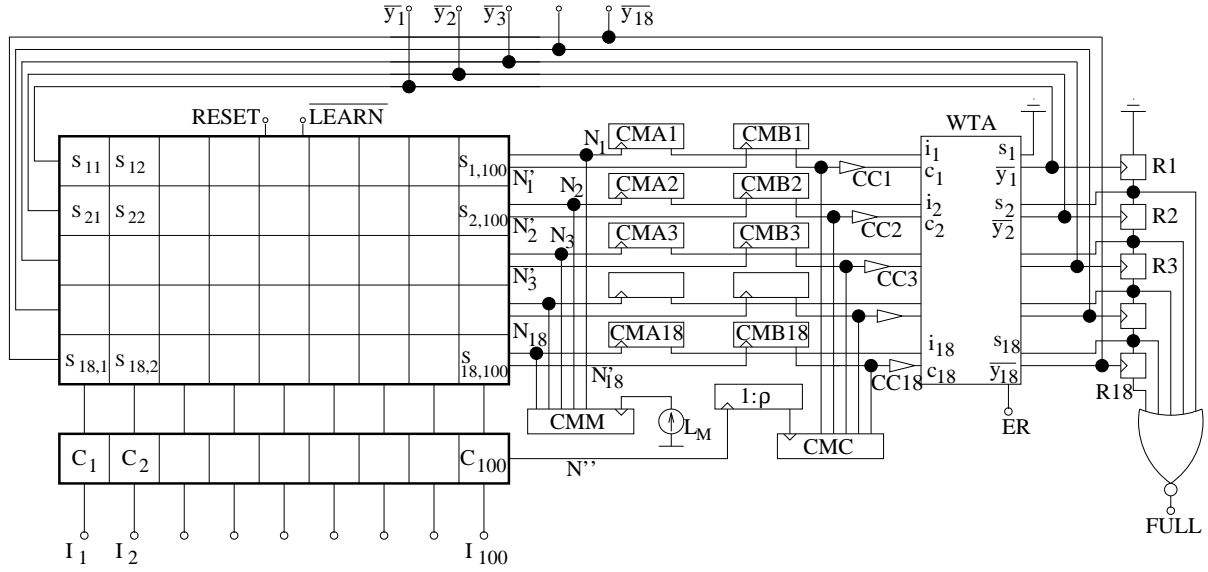 y1 y2 y3 y18
RESET LEARN
N1 CMA1 CMB1 WTA
S11 S12 S1,100 N1' i1 c1 CC1 s1 y1 R1
N2 CMA2 CMB2
S21 S22 S2,100 N2' i2 c2 CC2 s2 y2 R2
N3 CMA3 CMB3
N3' CC3 R3
N18 CMA18 CMB18 i18 s18
S18,1 S18,2 S18,100 N'18 CC18 c18 y18 R18
1:ρ
CMM LM CMC ER
C1 C2 C100 N''
FULL
I1 I2 I100